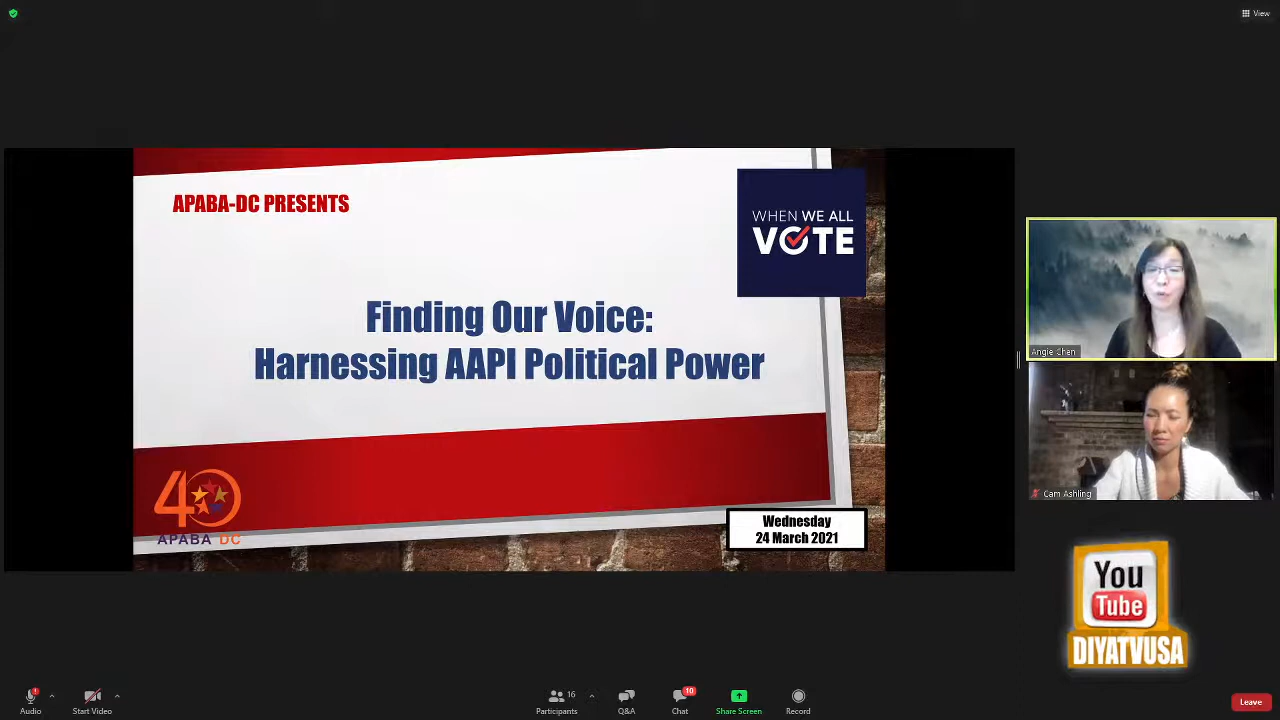 View
APABA-DC PRESENTS
WHEN WE ALL
VOTE
Finding Our Voice:
Harnessing AAPI Political Power
40
APABA DC
Wednesday
24 March 2021
Angie Chen
Cam Ashling
You
Tube
DIYATVUSA
Audio
Start Video
16
Participants
Q&A
10
Chat
Share Screen
Record
Leave